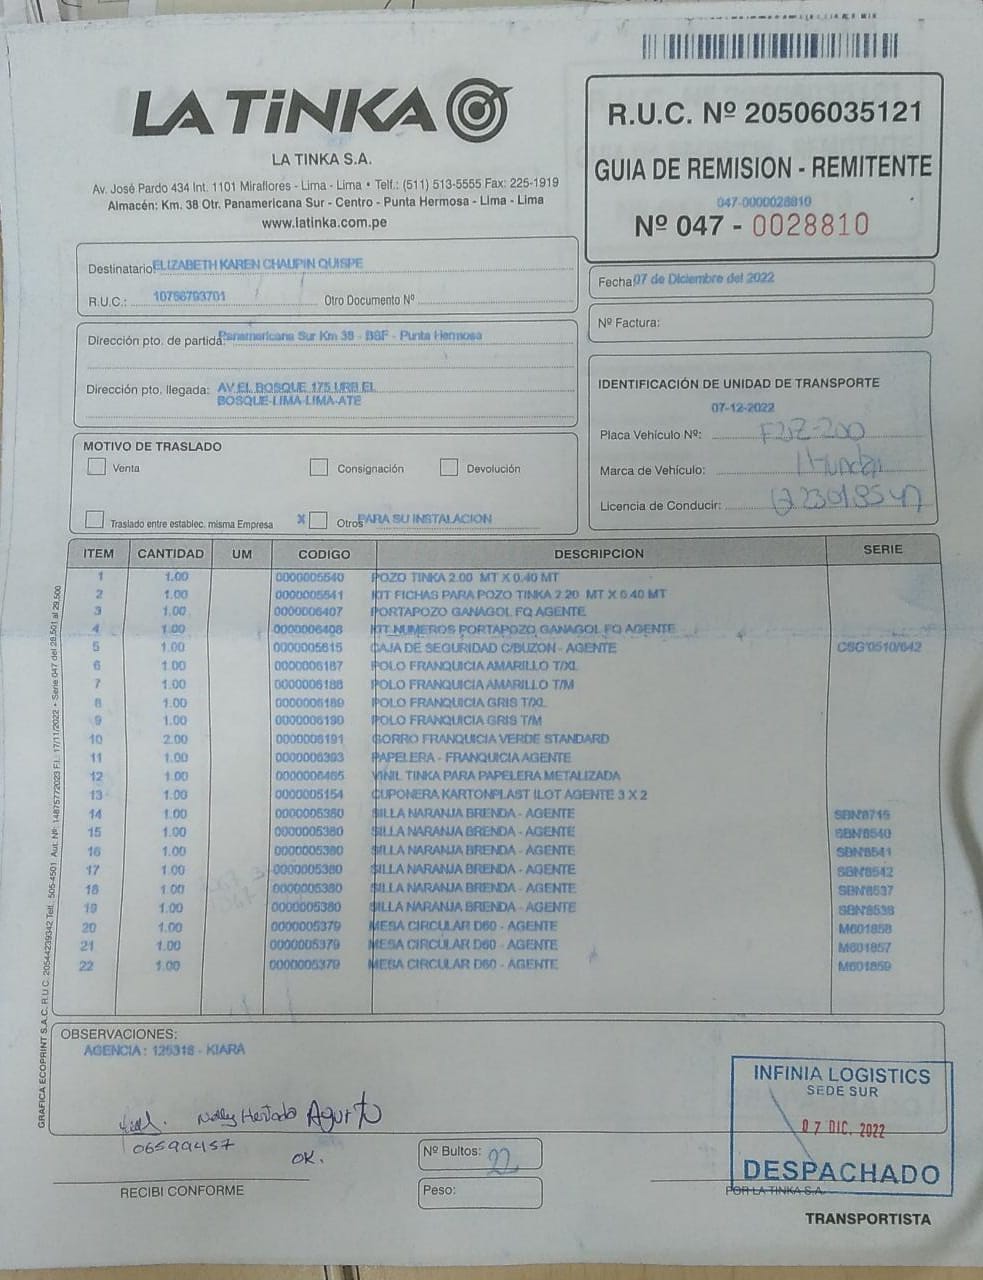 LA TiNKA
LA TINKA S.A.
Av. José Pardo 434 Int. 1101 Miraflores - Lima - Lima • Telf.: (511) 513-5555 Fax: 225-1919
Almacén: Km. 38 Otr. Panamericana Sur - Centro - Punta Hermosa - Lima - Lima
www.latinka.com.pe
R.U.C. Nº 20506035121
GUIA DE REMISION - REMITENTE
047-0000028810
Nº 047 - 0028810
Destinatario: ELIZABETH KAREN CHAUPIN QUISPE
R.U.C.: 10766793701 Otro Documento Nº
Fecha: 07 de Diciembre del 2022
Nº Factura:
Dirección pto. de partida: Panamericana Sur Km 38 - BSF - Punta Hermosa
Dirección pto. llegada: AV.EL BOSQUE 175 URB EL
BOSQUE-LIMA-LIMA-ATE
IDENTIFICACIÓN DE UNIDAD DE TRANSPORTE
07-12-2022
Placa Vehículo Nº:
Marca de Vehículo:
Licencia de Conducir:
MOTIVO DE TRASLADO
Venta Consignación Devolución
Traslado entre establec. misma Empresa X Otros PARA SU INSTALACION
ITEM CANTIDAD UM CODIGO DESCRIPCION SERIE
1 1.00 0000005540 POZO TINKA 2.00 MT X 0.40 MT
2 1.00 0000005541 KIT FICHAS PARA POZO TINKA 2.20 MT X 0.40 MT
3 1.00 0000006407 PORTAPOZO GANAGOL FQ AGENTE
4 1.00 0000006408 KIT NUMEROS PORTAPOZO GANAGOL FQ AGENTE
5 1.00 0000005615 CAJA DE SEGURIDAD C/BUZON - AGENTE CSG'0510/642
6 1.00 0000006187 POLO FRANQUICIA AMARILLO T/XL
7 1.00 0000006188 POLO FRANQUICIA AMARILLO T/M
8 1.00 0000006189 POLO FRANQUICIA GRIS T/XL
9 1.00 0000006190 POLO FRANQUICIA GRIS T/M
10 2.00 0000006191 GORRO FRANQUICIA VERDE STANDARD
11 1.00 0000006393 PAPELERA - FRANQUICIA AGENTE
12 1.00 0000006465 VINIL TINKA PARA PAPELERA METALIZADA
13 1.00 0000005154 CUPONERA KARTONPLAST ILOT AGENTE 3 X 2
14 1.00 0000005380 SILLA NARANJA BRENDA - AGENTE SBN'8715
15 1.00 0000005380 SILLA NARANJA BRENDA - AGENTE SBN'8540
16 1.00 0000005380 SILLA NARANJA BRENDA - AGENTE SBN'8541
17 1.00 0000005380 SILLA NARANJA BRENDA - AGENTE SBN'8542
18 1.00 0000005380 SILLA NARANJA BRENDA - AGENTE SBN'8537
19 1.00 0000005380 SILLA NARANJA BRENDA - AGENTE SBN'8538
20 1.00 0000005379 MESA CIRCULAR D60 - AGENTE M601858
21 1.00 0000005379 MESA CIRCULAR D60 - AGENTE M601857
22 1.00 0000005379 MESA CIRCULAR D60 - AGENTE M601859
GRAFICA ECOPRINT S.A.C. R.U.C. 20544239342 Telf. 505-4501 Aut. Nº: 14875772023 F.I.: 17/11/2022 • Serie 047 del 28,501 al 29,500
OBSERVACIONES:
AGENCIA: 125318 - KIARA
Nelly Hurtado Agurto
06599457
OK.
RECIBI CONFORME
Nº Bultos: 22
Peso:
INFINIA LOGISTICS
SEDE SUR
07 DIC. 2022
DESPACHADO
POR LA TINKA S.A.
TRANSPORTISTA